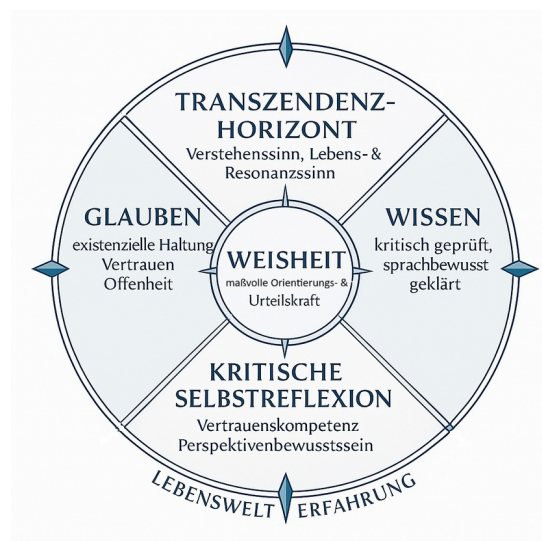 TRANSZENDENZ-
HORIZONT
Verstehenssinn, Lebens- &
Resonanzssinn
GLAUBEN
existenzielle Haltung
Vertrauen
Offenheit
WEISHEIT
maßvolle Orientierungs- &
Urteilskraft
WISSEN
kritisch geprüft,
sprachbewusst
geklärt
KRITISCHE
SELBSTREFLEXION
Vertrauenskompetenz
Perspektivenbewusstssein
LEBENSWELT ERFAHRUNG